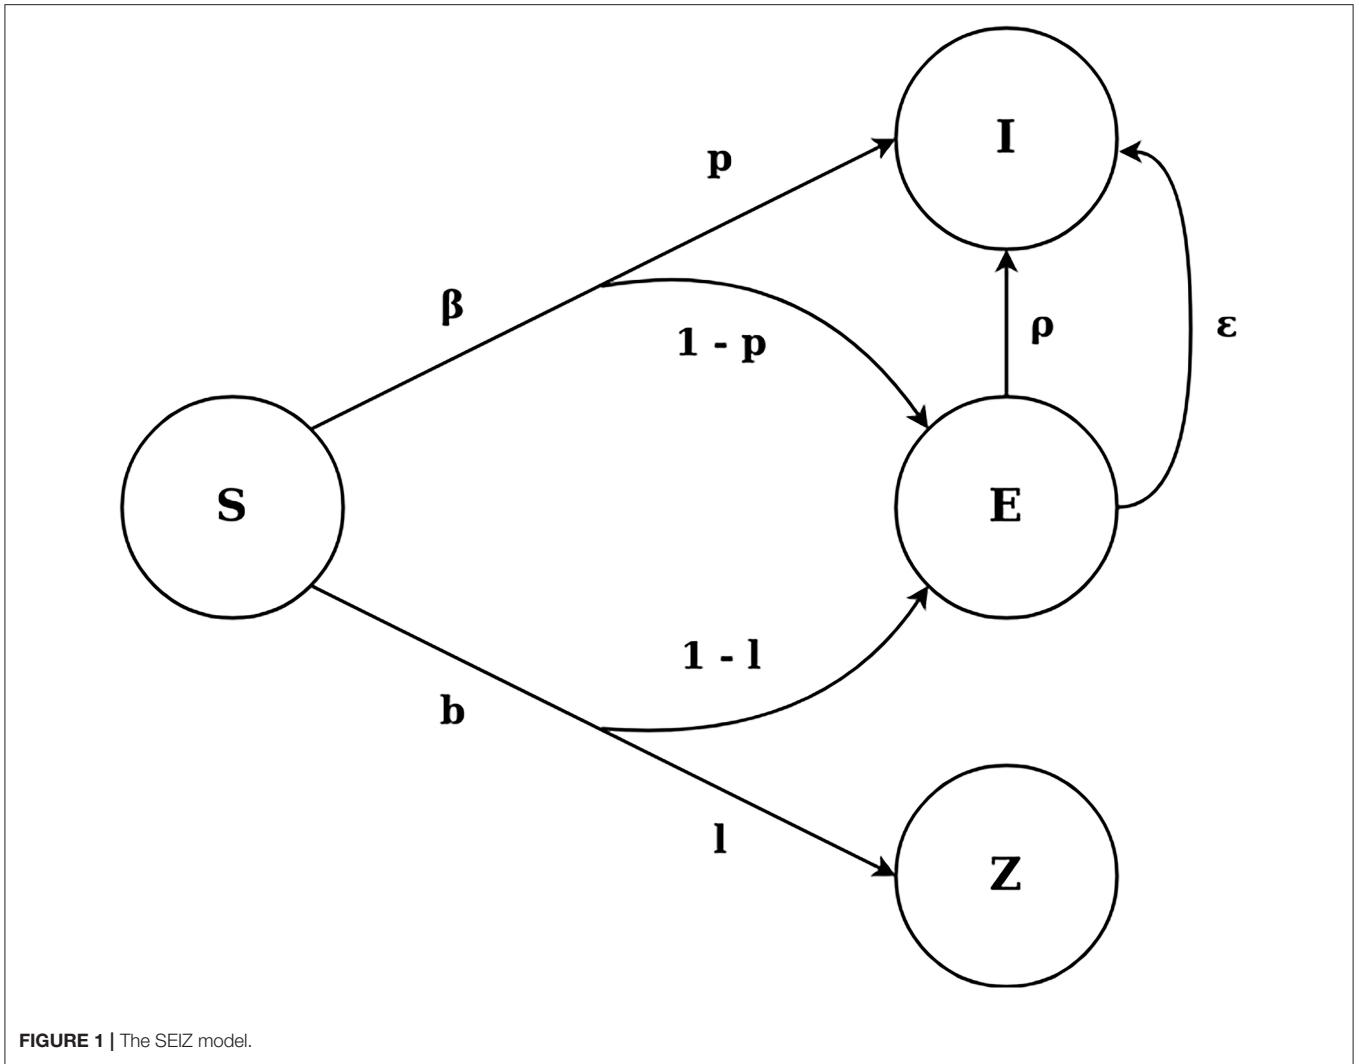 I
p
β
1 - p
ρ
ε
S
E
1 - l
b
l
Z
FIGURE 1 | The SEIZ model.